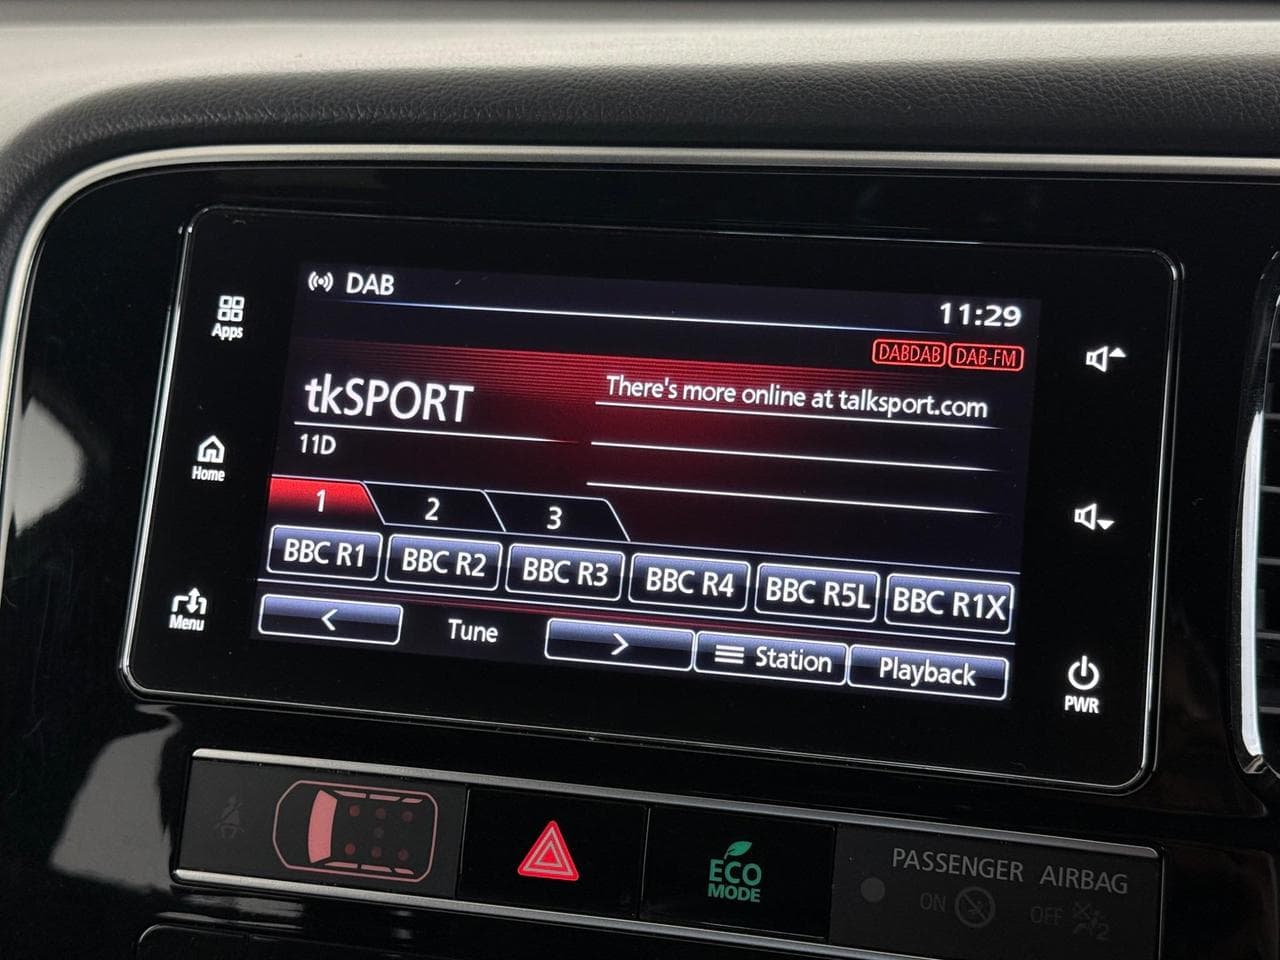 DAB
11:29
DABDAB DAB-FM
Apps
tkSPORT
There's more online at talksport.com
11D
Home
1 2 3
BBC R1 BBC R2 BBC R3 BBC R4 BBC R5L BBC R1X
Menu
Tune
Station
Playback
PWR
ECO
MODE
PASSENGER AIRBAG
ON
OFF
2